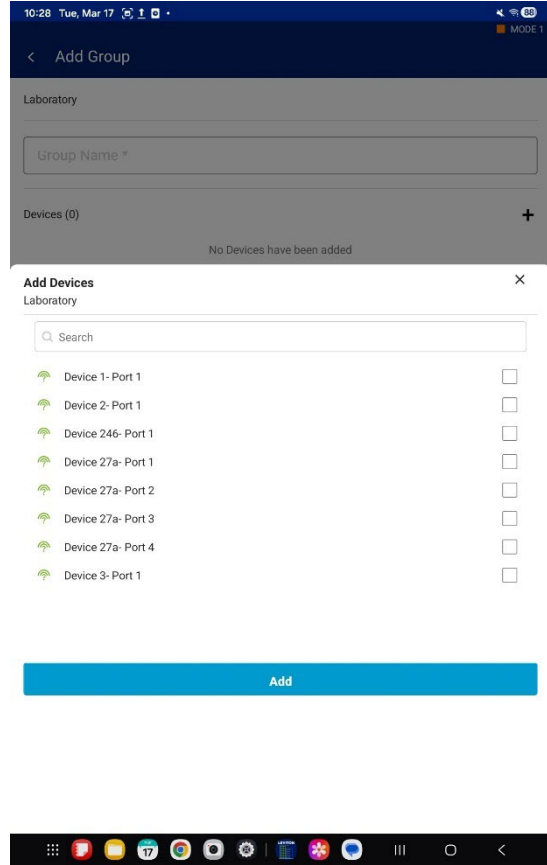 10:28 Tue, Mar 17
88
MODE 1
Add Group
Laboratory
Group Name *
Devices (0)
No Devices have been added
Add Devices
Laboratory
Search
Device 1- Port 1
Device 2- Port 1
Device 246- Port 1
Device 27a- Port 1
Device 27a- Port 2
Device 27a- Port 3
Device 27a- Port 4
Device 3- Port 1
Add
17
LEVITON